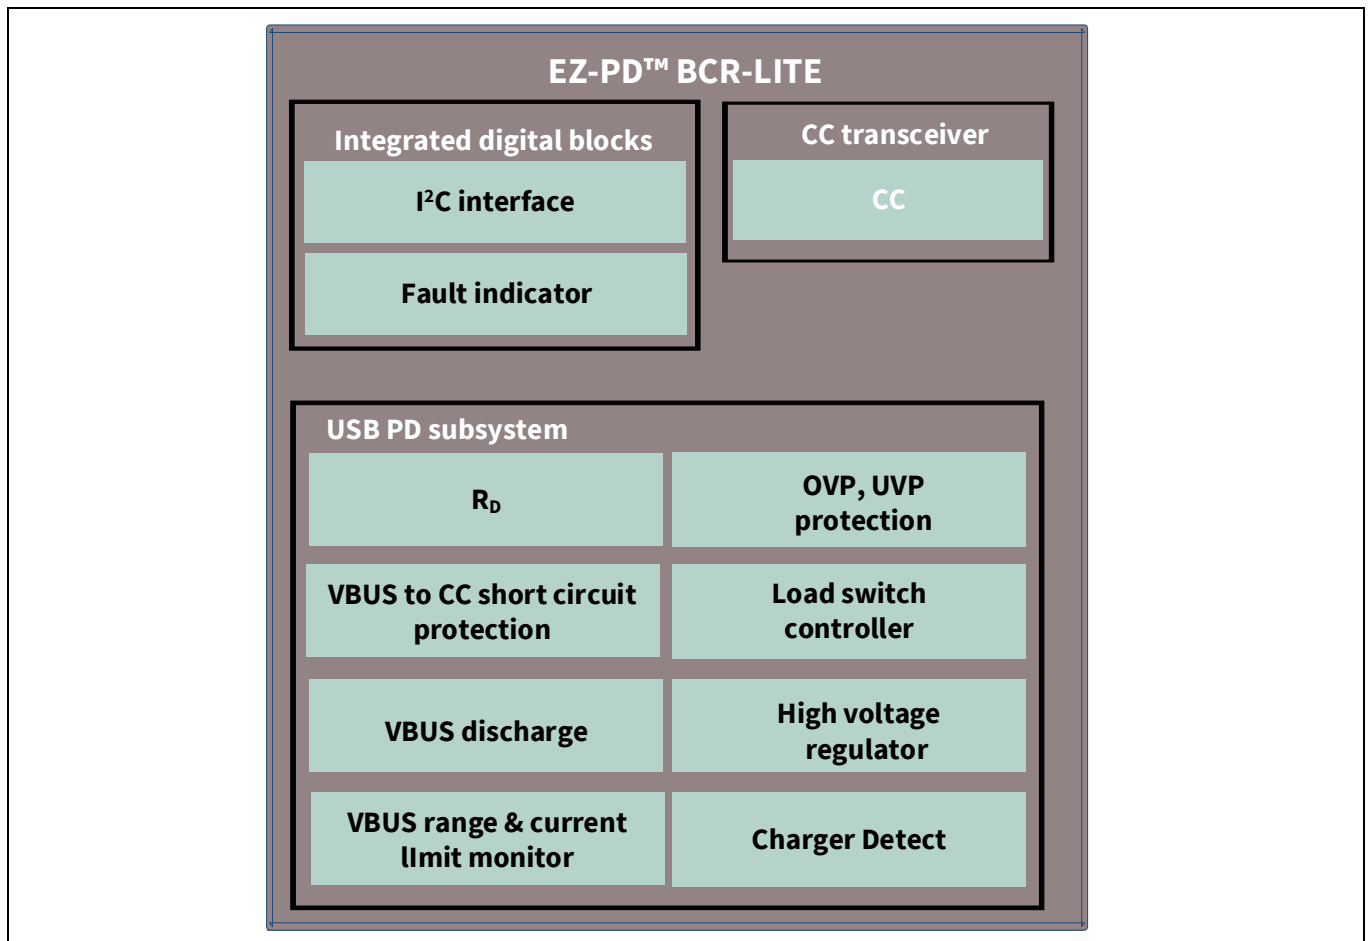 EZ-PD™ BCR-LITE
Integrated digital blocks
I²C interface
Fault indicator
CC transceiver
CC
USB PD subsystem
R_D
OVP, UVP
protection
VBUS to CC short circuit
protection
Load switch
controller
VBUS discharge
High voltage
regulator
VBUS range & current
lImit monitor
Charger Detect